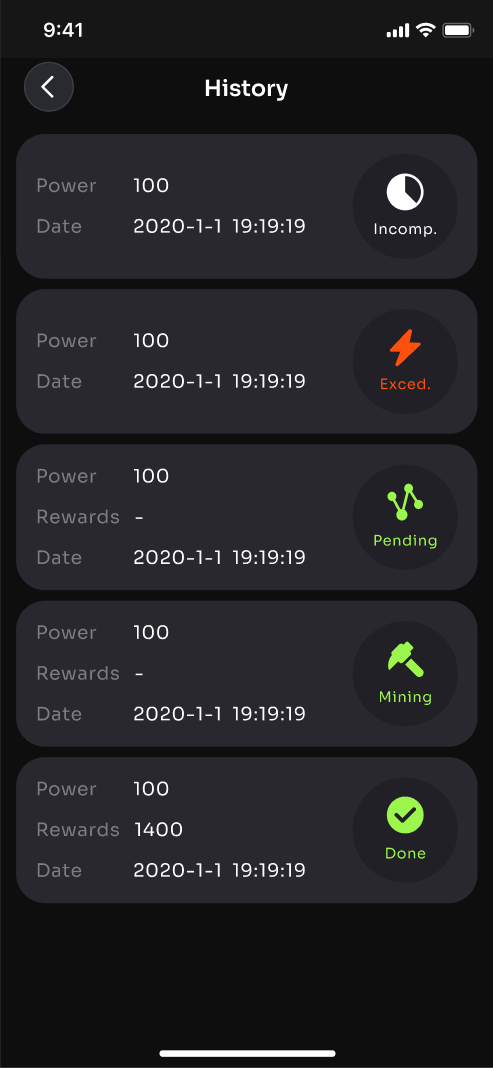 9:41
History
Power 100
Date 2020-1-1 19:19:19
Incomp.
Power 100
Date 2020-1-1 19:19:19
Exced.
Power 100
Rewards -
Date 2020-1-1 19:19:19
Pending
Power 100
Rewards -
Date 2020-1-1 19:19:19
Mining
Power 100
Rewards 1400
Date 2020-1-1 19:19:19
Done